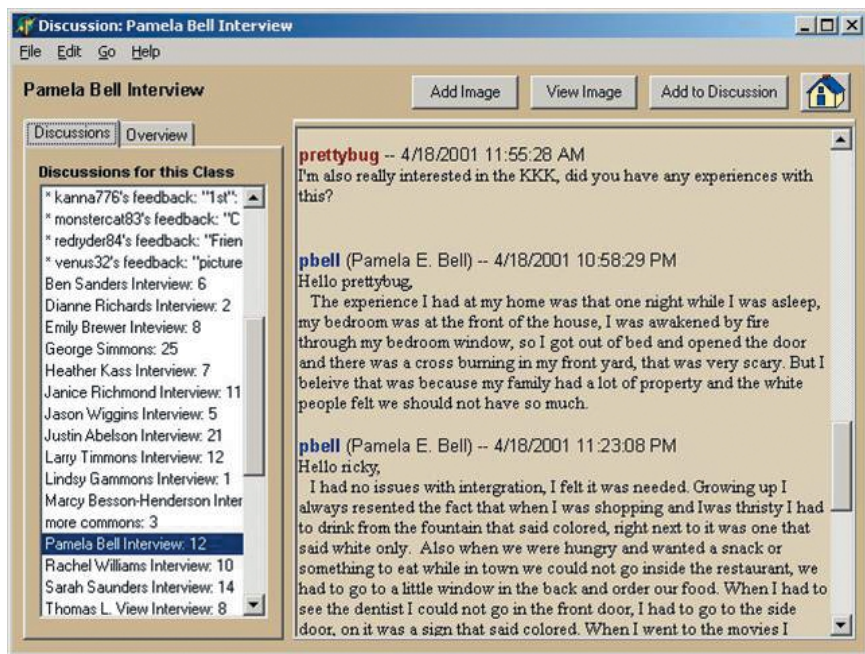 Discussion: Pamela Bell Interview
File Edit Go Help
Pamela Bell Interview
Add Image View Image Add to Discussion
Discussions Overview
Discussions for this Class
* kanna776's feedback: "1st":
* monstercat83's feedback: "C
* redryder84's feedback: "Frien
* venus32's feedback: "picture
Ben Sanders Interview: 6
Dianne Richards Interview: 2
Emily Brewer Inteview: 8
George Simmons: 25
Heather Kass Interview: 7
Janice Richmond Interview: 11
Jason Wiggins Interview: 5
Justin Abelson Interview: 21
Larry Timmons Interview: 12
Lindsy Gammons Interview: 1
Marcy Besson-Henderson Inter
more commons: 3
Pamela Bell Interview: 12
Rachel Williams Interview: 10
Sarah Saunders Interview: 14
Thomas L. View Interview: 8
prettybug -- 4/18/2001 11:55:28 AM
I'm also really interested in the KKK, did you have any experiences with
this?
pbell (Pamela E. Bell) -- 4/18/2001 10:58:29 PM
Hello prettybug,
The experience I had at my home was that one night while I was asleep,
my bedroom was at the front of the house, I was awakened by fire
through my bedroom window, so I got out of bed and opened the door
and there was a cross burning in my front yard, that was very scary. But I
beleive that was because my family had a lot of property and the white
people felt we should not have so much.
pbell (Pamela E. Bell) -- 4/18/2001 11:23:08 PM
Hello ricky,
I had no issues with intergration, I felt it was needed. Growing up I
always resented the fact that when I was shopping and Iwas thristy I had
to drink from the fountain that said colored, right next to it was one that
said white only. Also when we were hungry and wanted a snack or
something to eat while in town we could not go inside the restaurant, we
had to go to a little window in the back and order our food. When I had to
see the dentist I could not go in the front door, I had to go to the side
door, on it was a sign that said colored. When I went to the movies I